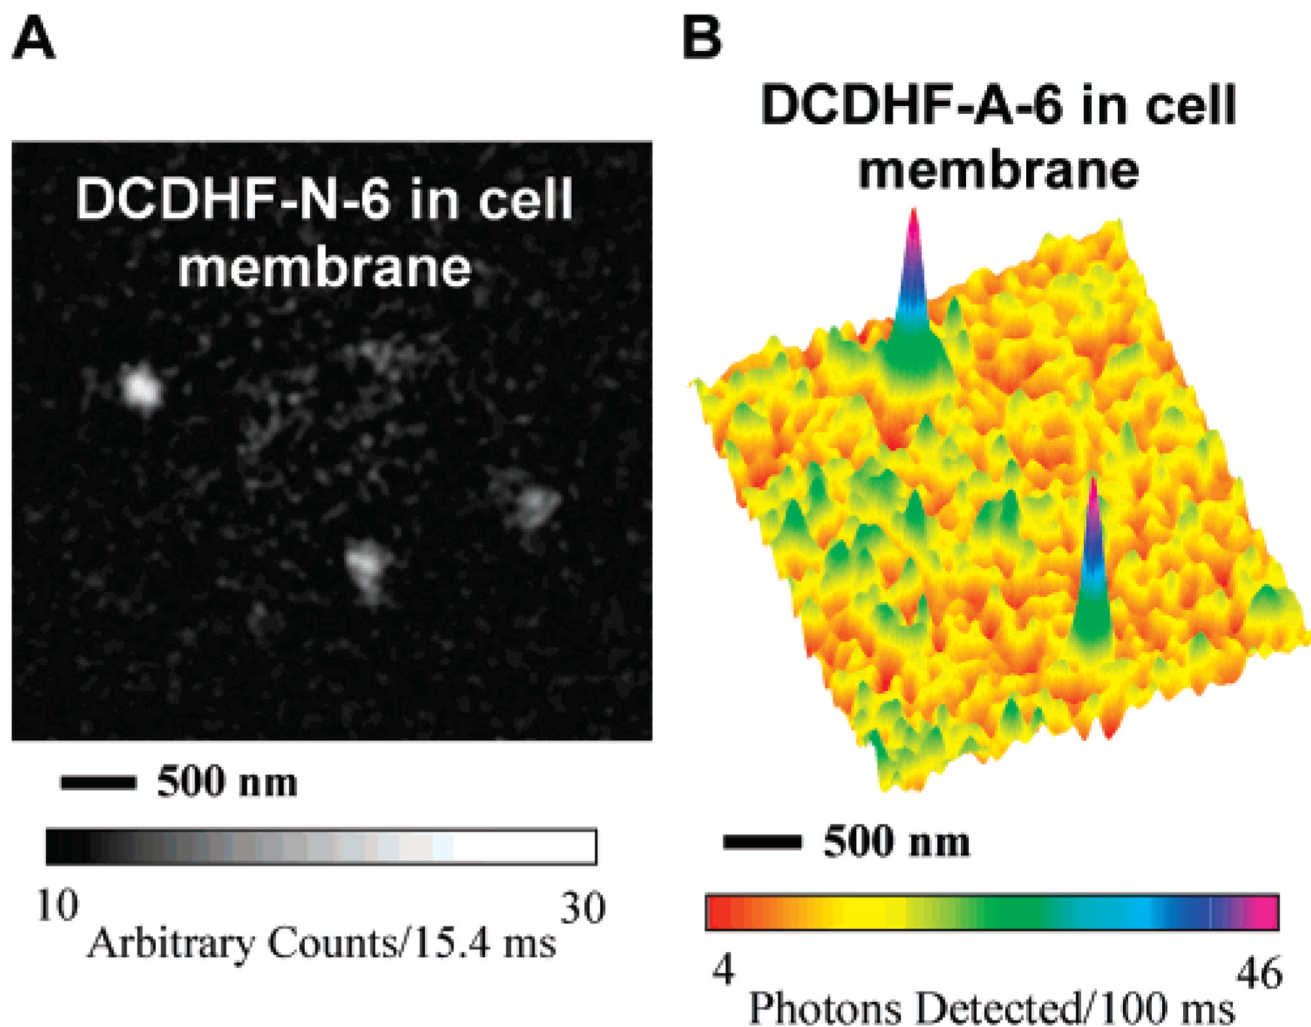 A
DCDHF-N-6 in cell
membrane
500 nm
10
30
Arbitrary Counts/15.4 ms
B
DCDHF-A-6 in cell
membrane
500 nm
4
46
Photons Detected/100 ms